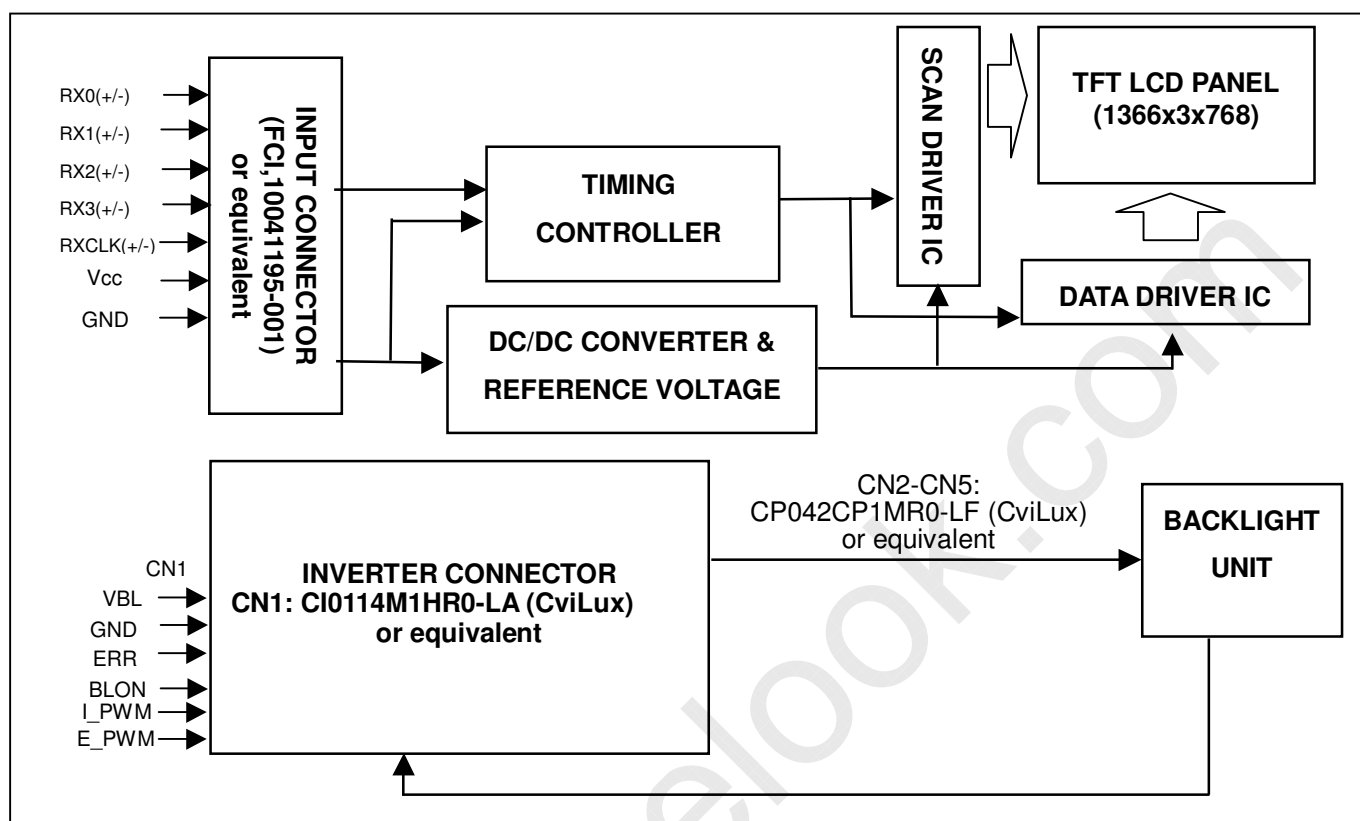 RX0(+/-)
RX1(+/-)
RX2(+/-)
RX3(+/-)
RXCLK(+/-)
Vcc
GND
INPUT CONNECTOR
(FCI,10041195-001)
or equivalent
TIMING
CONTROLLER
DC/DC CONVERTER &
REFERENCE VOLTAGE
SCAN DRIVER IC
TFT LCD PANEL
(1366x3x768)
DATA DRIVER IC
CN1
VBL
GND
ERR
BLON
I_PWM
E_PWM
INVERTER CONNECTOR
CN1: CI0114M1HR0-LA (CviLux)
or equivalent
CN2-CN5:
CP042CP1MR0-LF (CviLux)
or equivalent
BACKLIGHT
UNIT
elook.com